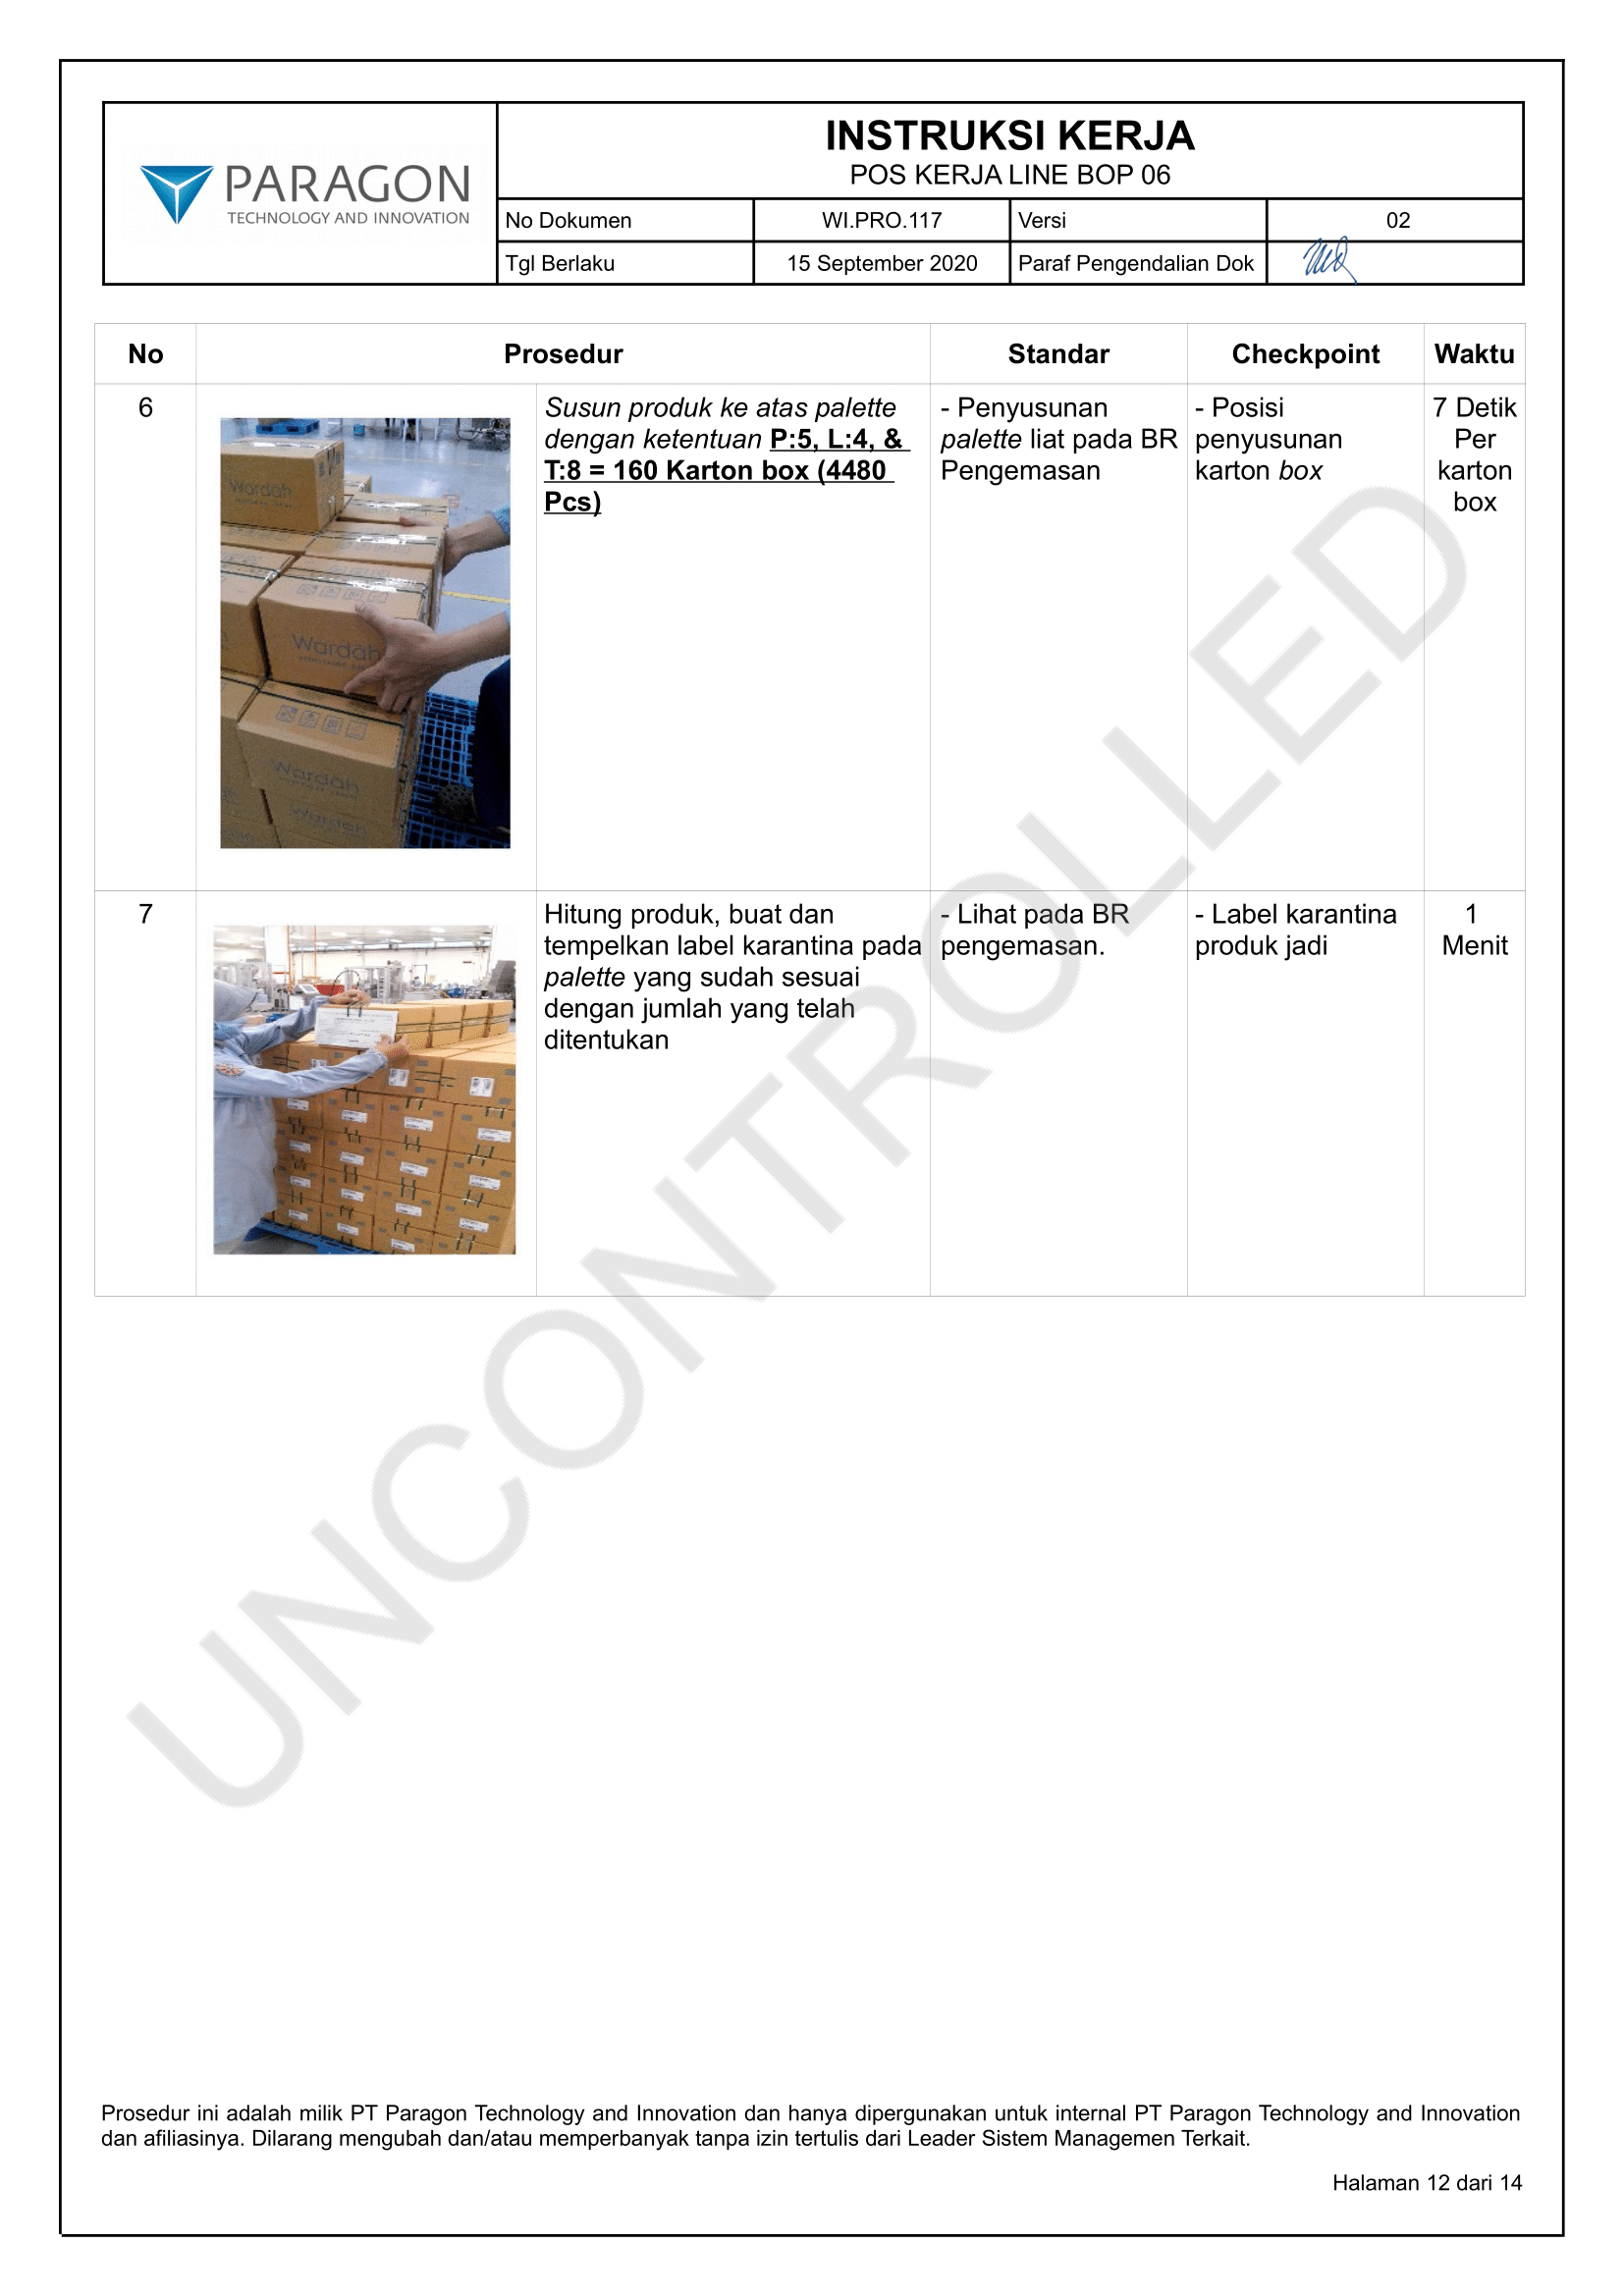 PARAGON
TECHNOLOGY AND INNOVATION
INSTRUKSI KERJA
POS KERJA LINE BOP 06
No Dokumen WI.PRO.117 Versi 02
Tgl Berlaku 15 September 2020 Paraf Pengendalian Dok
No Prosedur Standar Checkpoint Waktu
6
Wardah
Wardah
Wardah
Wardah
Susun produk ke atas palette
dengan ketentuan P:5, L:4, &
T:8 = 160 Karton box (4480
Pcs)
- Penyusunan
palette liat pada BR
Pengemasan
- Posisi
penyusunan
karton box
7 Detik
Per
karton
box
7
Hitung produk, buat dan
tempelkan label karantina pada
palette yang sudah sesuai
dengan jumlah yang telah
ditentukan
- Lihat pada BR
pengemasan.
- Label karantina
produk jadi
1
Menit
UNCONTROLLED
Prosedur ini adalah milik PT Paragon Technology and Innovation dan hanya dipergunakan untuk internal PT Paragon Technology and Innovation
dan afiliasinya. Dilarang mengubah dan/atau memperbanyak tanpa izin tertulis dari Leader Sistem Managemen Terkait.
Halaman 12 dari 14